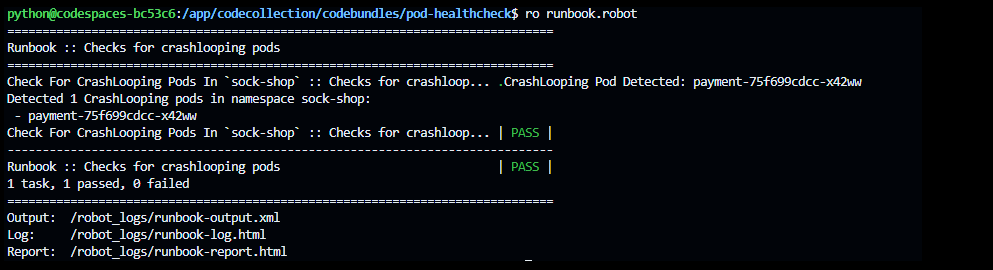 python@codespaces-bc53c6:/app/codecollection/codebundles/pod-healthcheck$ ro runbook.robot
==============================================================================
Runbook :: Checks for crashlooping pods
==============================================================================
Check For CrashLooping Pods In `sock-shop` :: Checks for crashloop... .CrashLooping Pod Detected: payment-75f699cdcc-x42ww
Detected 1 CrashLooping pods in namespace sock-shop:
 - payment-75f699cdcc-x42ww
Check For CrashLooping Pods In `sock-shop` :: Checks for crashloop... | PASS |
------------------------------------------------------------------------------
Runbook :: Checks for crashlooping pods                               | PASS |
1 task, 1 passed, 0 failed
==============================================================================
Output:  /robot_logs/runbook-output.xml
Log:     /robot_logs/runbook-log.html
Report:  /robot_logs/runbook-report.html